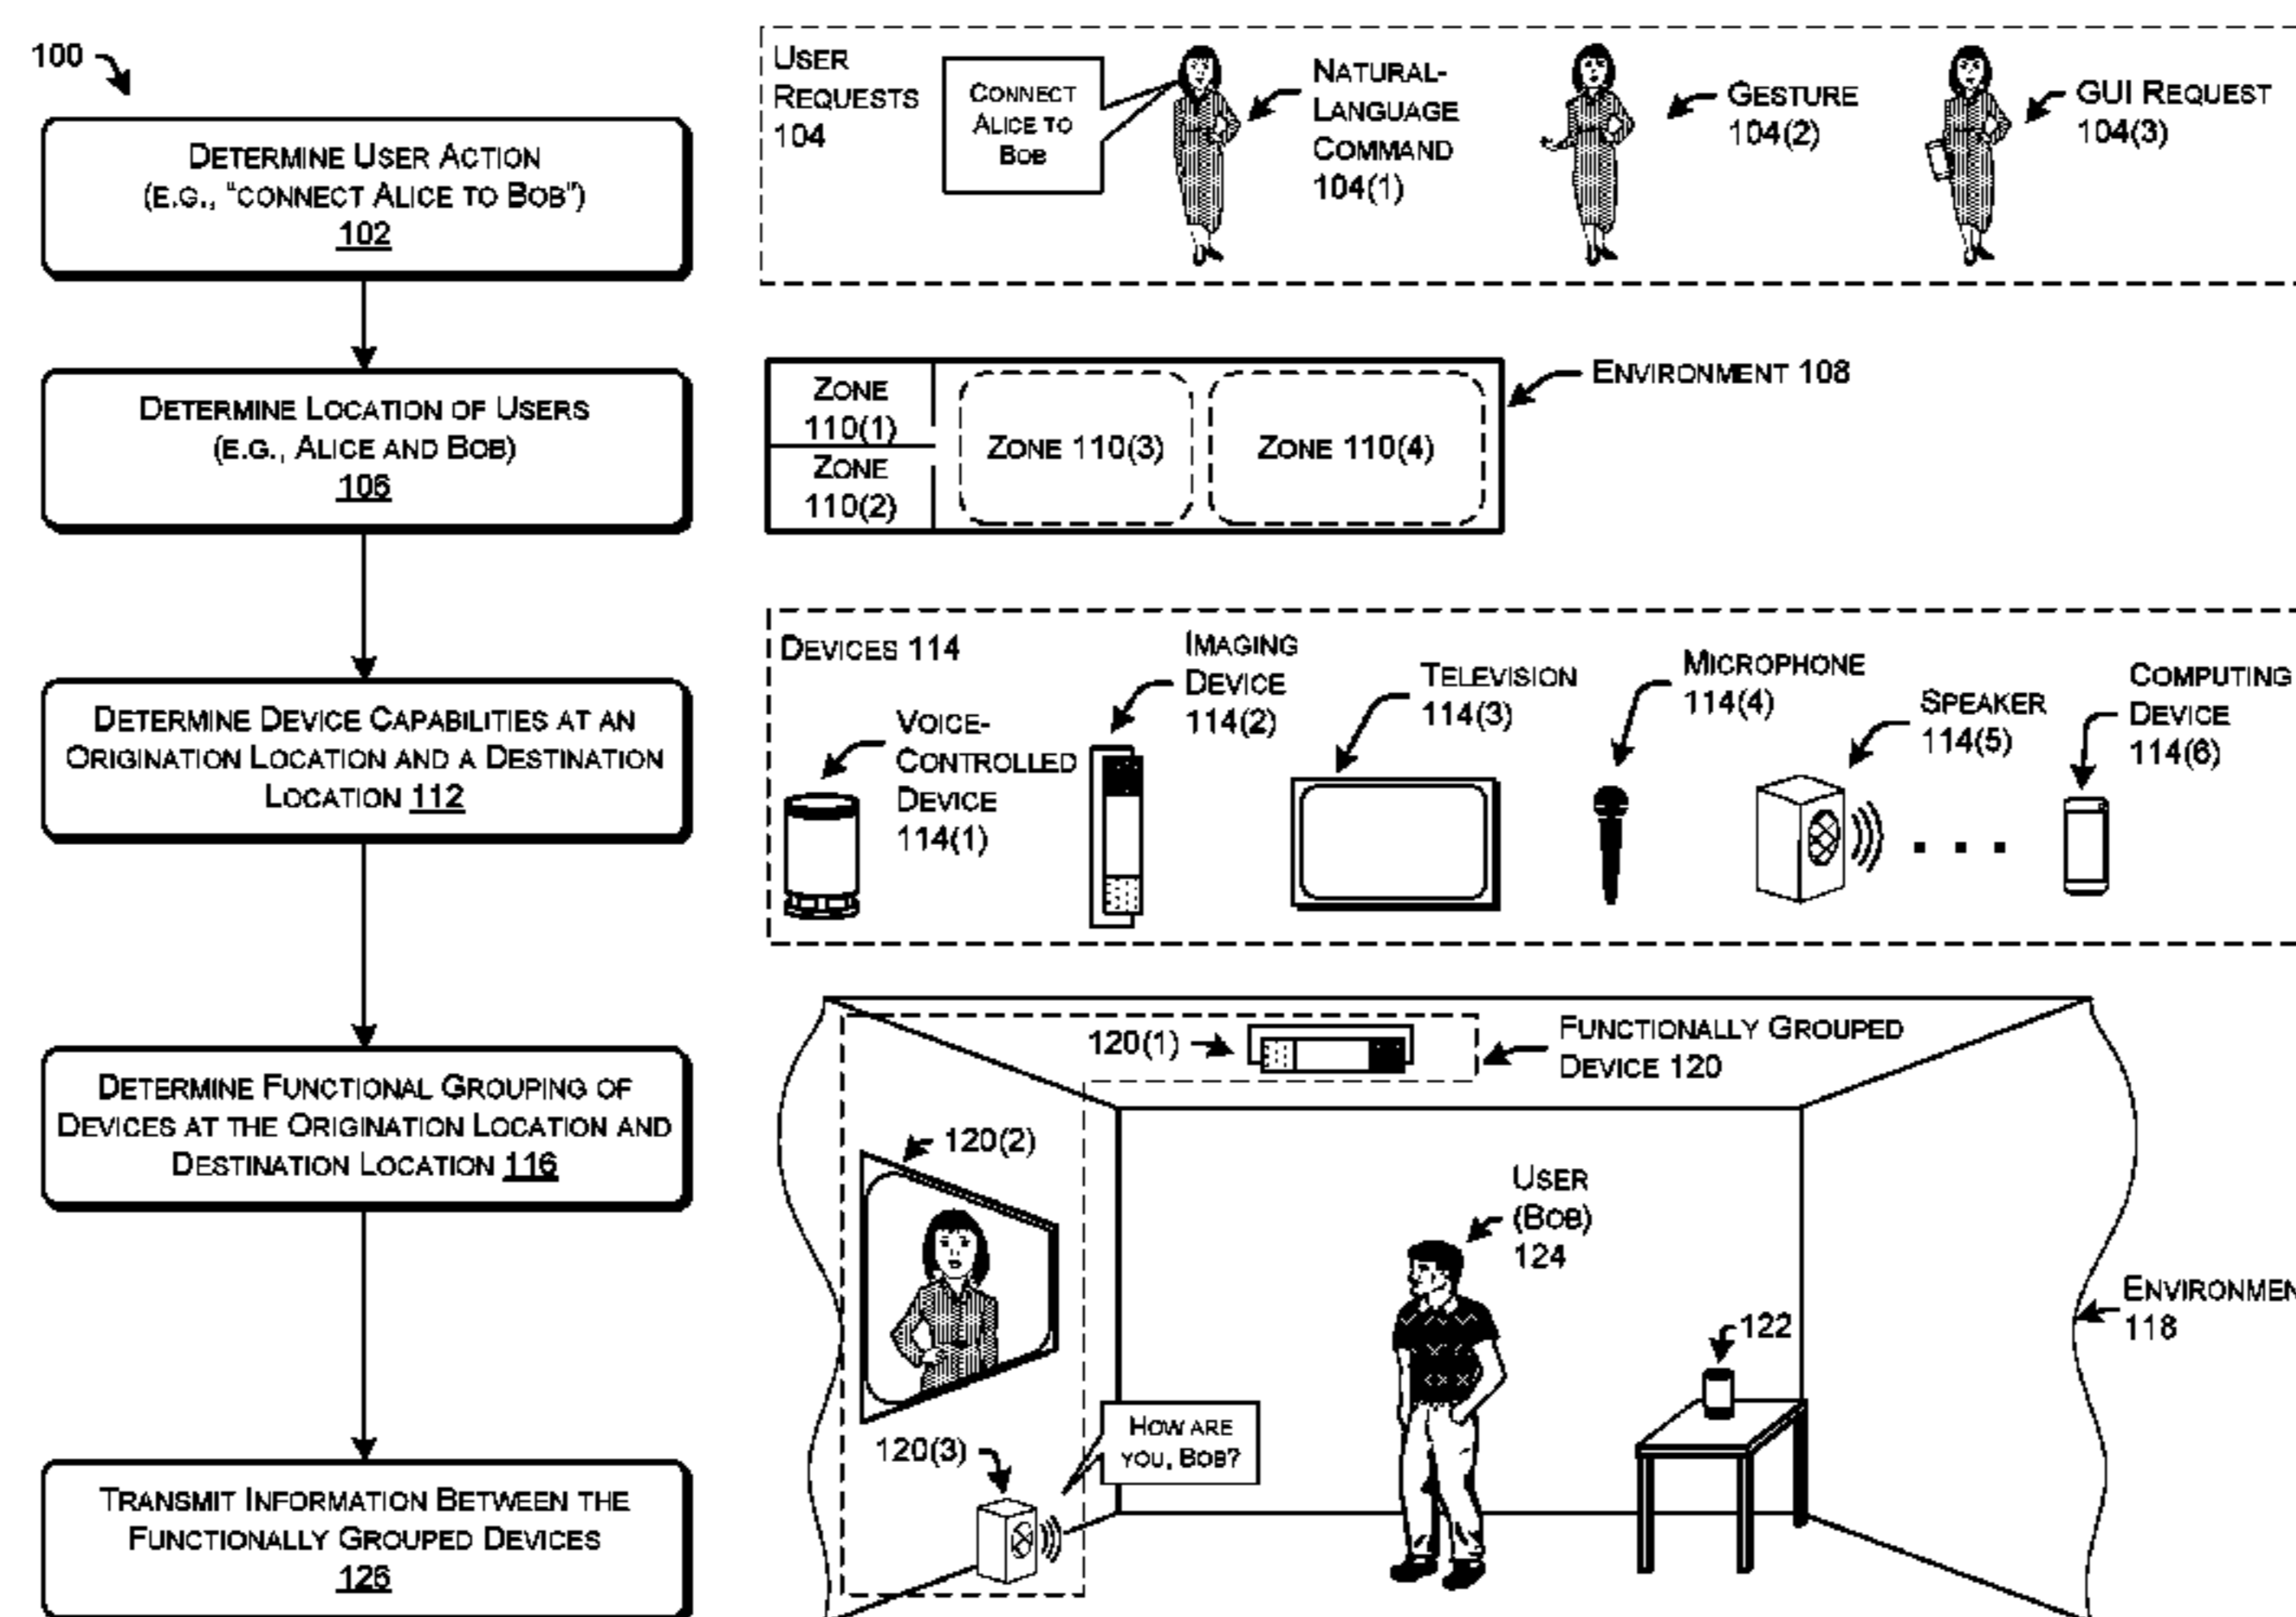 100
DETERMINE USER ACTION
(E.G., "CONNECT ALICE TO BOB")
102
DETERMINE LOCATION OF USERS
(E.G., ALICE AND BOB)
106
DETERMINE DEVICE CAPABILITIES AT AN
ORIGINATION LOCATION AND A DESTINATION
LOCATION 112
DETERMINE FUNCTIONAL GROUPING OF
DEVICES AT THE ORIGINATION LOCATION AND
DESTINATION LOCATION 116
TRANSMIT INFORMATION BETWEEN THE
FUNCTIONALLY GROUPED DEVICES
126
USER
REQUESTS
104
CONNECT
ALICE TO
BOB
NATURAL-
LANGUAGE
COMMAND
104(1)
GESTURE
104(2)
GUI REQUEST
104(3)
ZONE
110(1)
ZONE
110(2)
ZONE 110(3)
ZONE 110(4)
ENVIRONMENT 108
DEVICES 114
VOICE-
CONTROLLED
DEVICE
114(1)
IMAGING
DEVICE
114(2)
TELEVISION
114(3)
MICROPHONE
114(4)
SPEAKER
114(5)
COMPUTING
DEVICE
114(6)
120(1)
FUNCTIONALLY GROUPED
DEVICE 120
120(2)
USER
(BOB)
124
122
ENVIRONMEN
118
120(3)
HOW ARE
YOU, BOB?